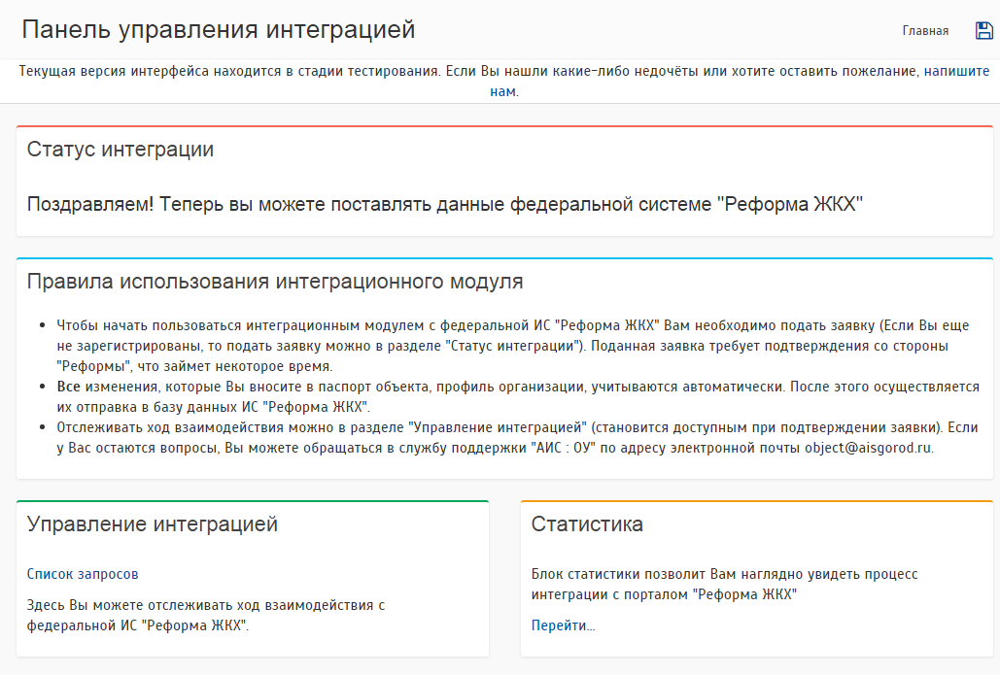 Панель управления интеграцией
Главная
Текущая версия интерфейса находится в стадии тестирования. Если Вы нашли какие-либо недочёты или хотите оставить пожелание, напишите
нам.
Статус интеграции
Поздравляем! Теперь вы можете поставлять данные федеральной системе "Реформа ЖКХ"
Правила использования интеграционного модуля
• Чтобы начать пользоваться интеграционным модулем с федеральной ИС "Реформа ЖКХ" Вам необходимо подать заявку (Если Вы еще
не зарегистрированы, то подать заявку можно в разделе "Статус интеграции"). Поданная заявка требует подтверждения со стороны
"Реформы", что займет некоторое время.
• Все изменения, которые Вы вносите в паспорт объекта, профиль организации, учитываются автоматически. После этого осуществляется
их отправка в базу данных ИС "Реформа ЖКХ".
• Отслеживать ход взаимодействия можно в разделе "Управление интеграцией" (становится доступным при подтверждении заявки). Если
у Вас остаются вопросы, Вы можете обращаться в службу поддержки "АИС : ОУ" по адресу электронной почты object@aisgorod.ru.
Управление интеграцией
Список запросов
Здесь Вы можете отслеживать ход взаимодействия с
федеральной ИС "Реформа ЖКХ".
Статистика
Блок статистики позволит Вам наглядно увидеть процесс
интеграции с порталом "Реформа ЖКХ"
Перейти...